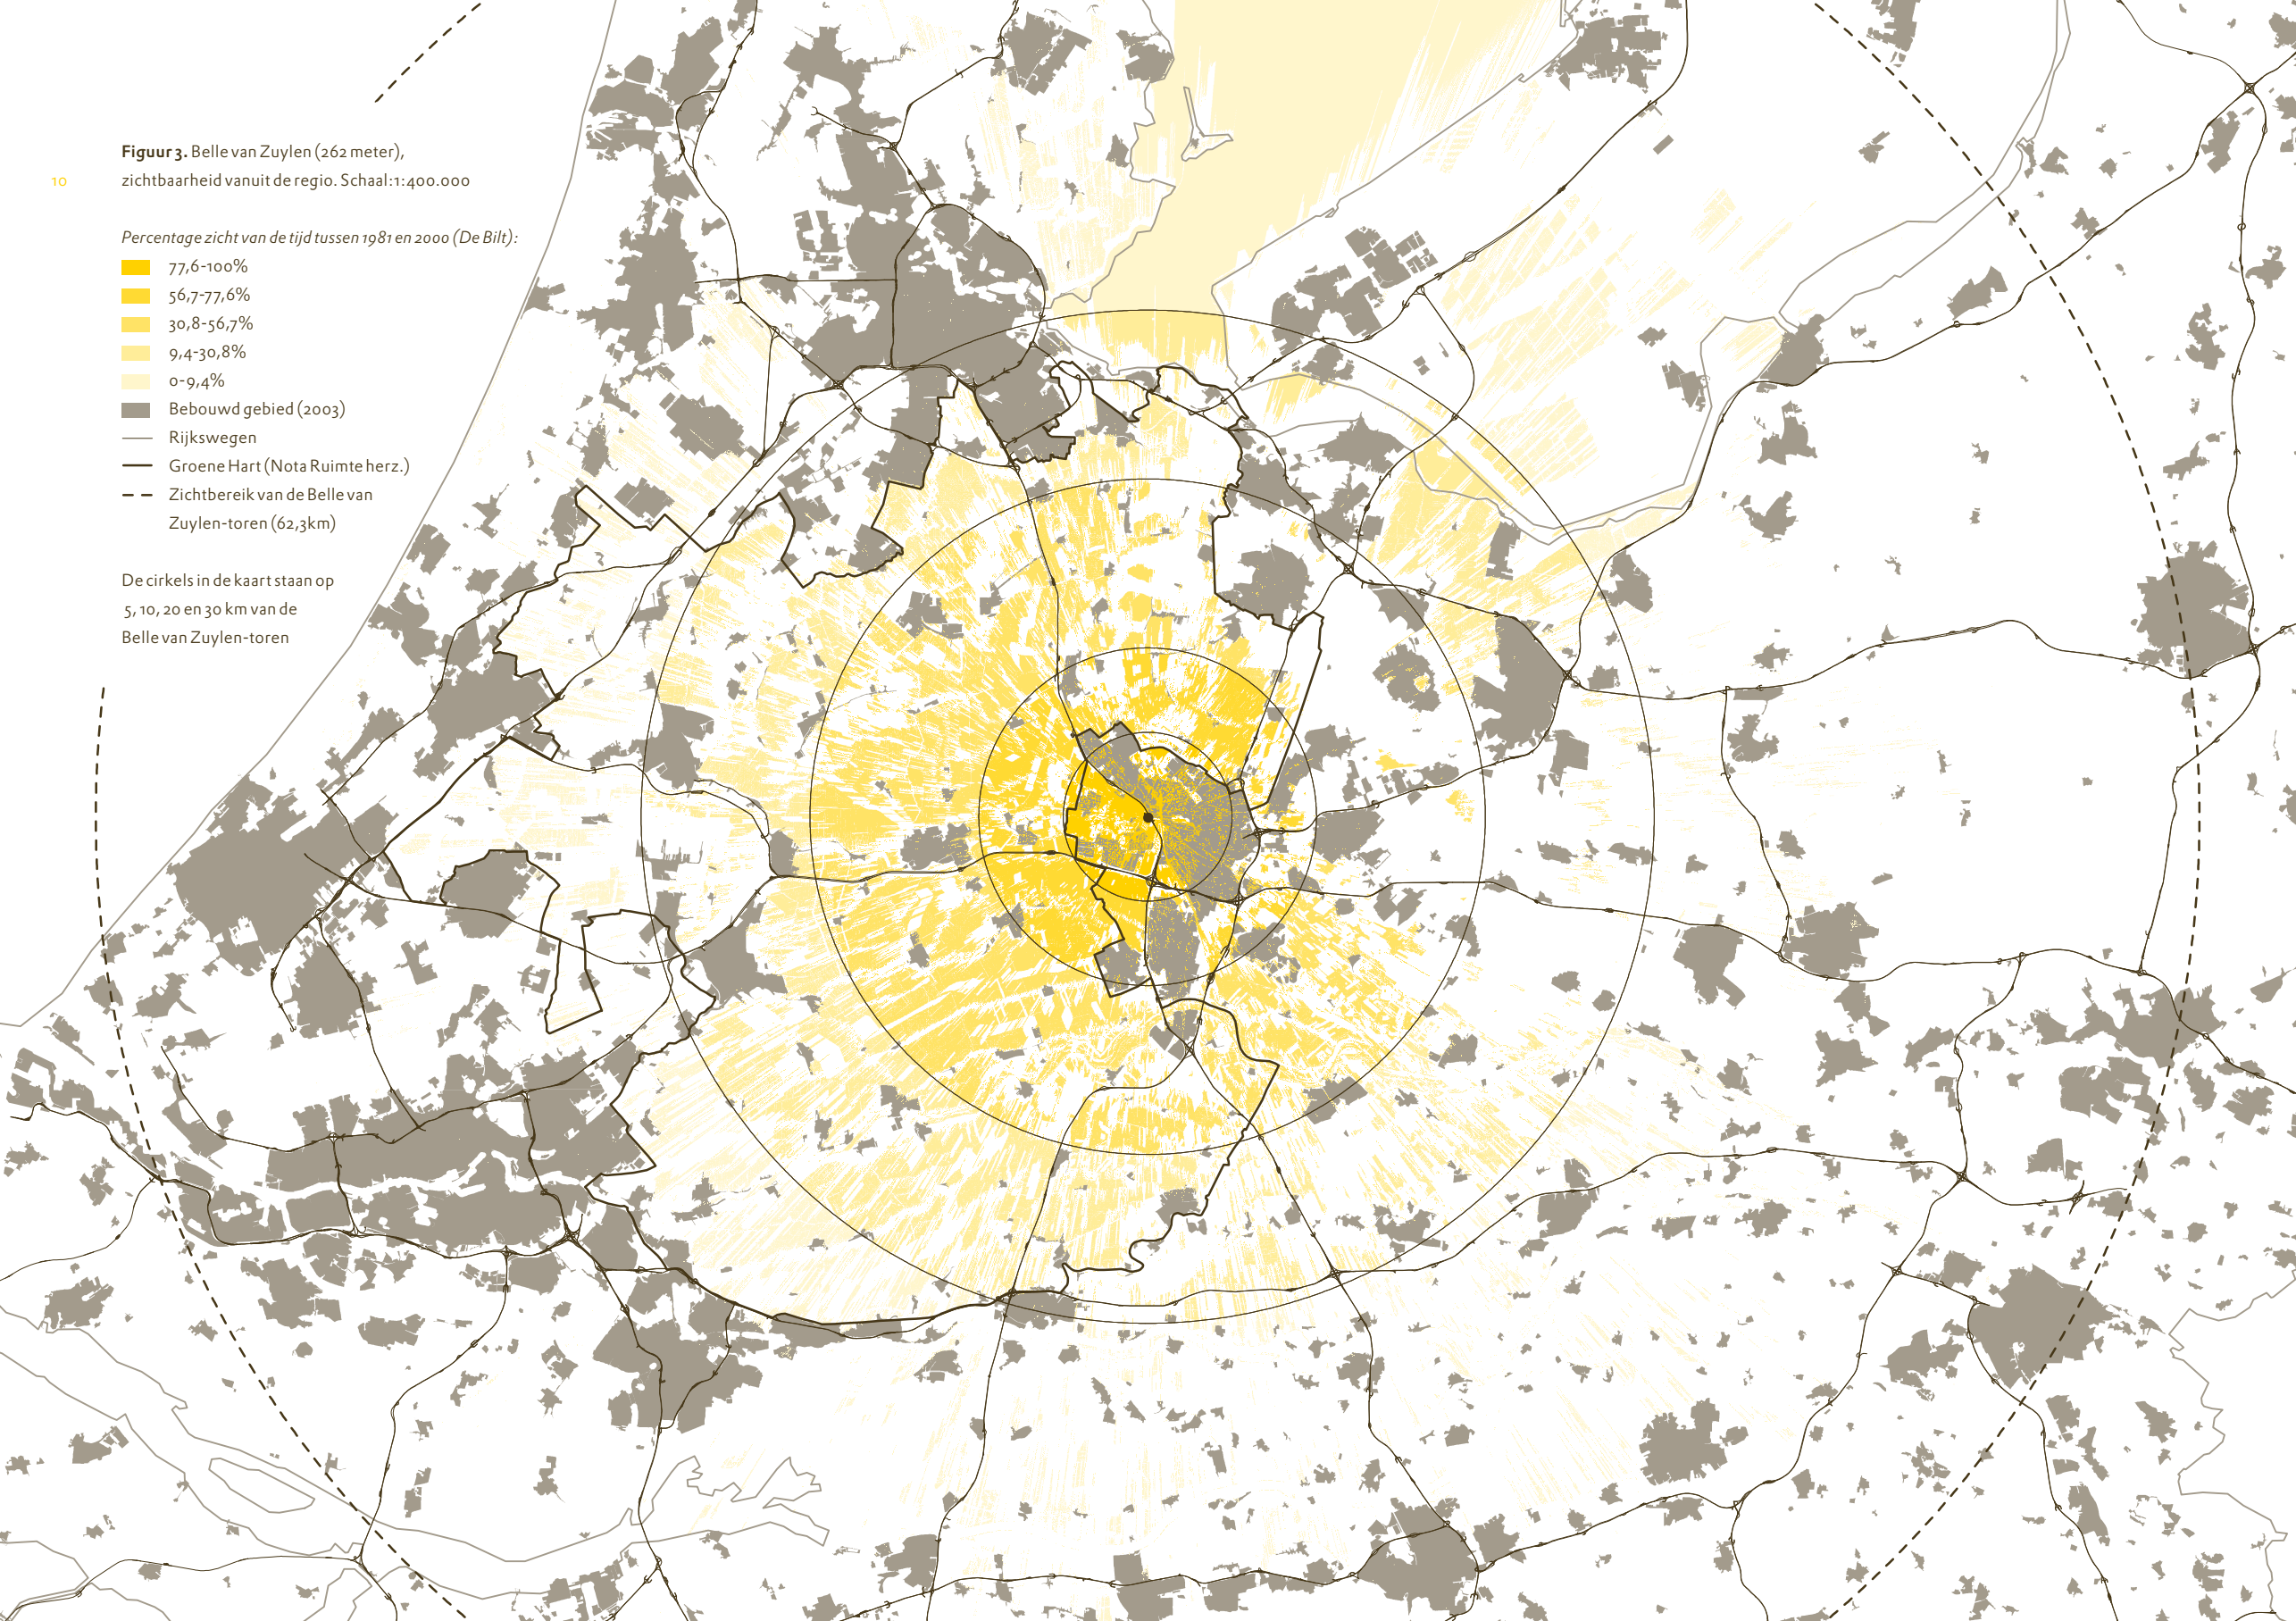 Figuur 3. Belle van Zuylen (262 meter),
10
zichtbaarheid vanuit de regio. Schaal:1:400.000
Percentage zicht van de tijd tussen 1981 en 2000 (De Bilt):
77,6-100%
56,7-77,6%
30,8-56,7%
9,4-30,8%
0-9,4%
Bebouwd gebied (2003)
Rijkswegen
Groene Hart (Nota Ruimte herz.)
Zichtbereik van de Belle van
Zuylen-toren (62,3km)
De cirkels in de kaart staan op
5, 10, 20 en 30 km van de
Belle van Zuylen-toren